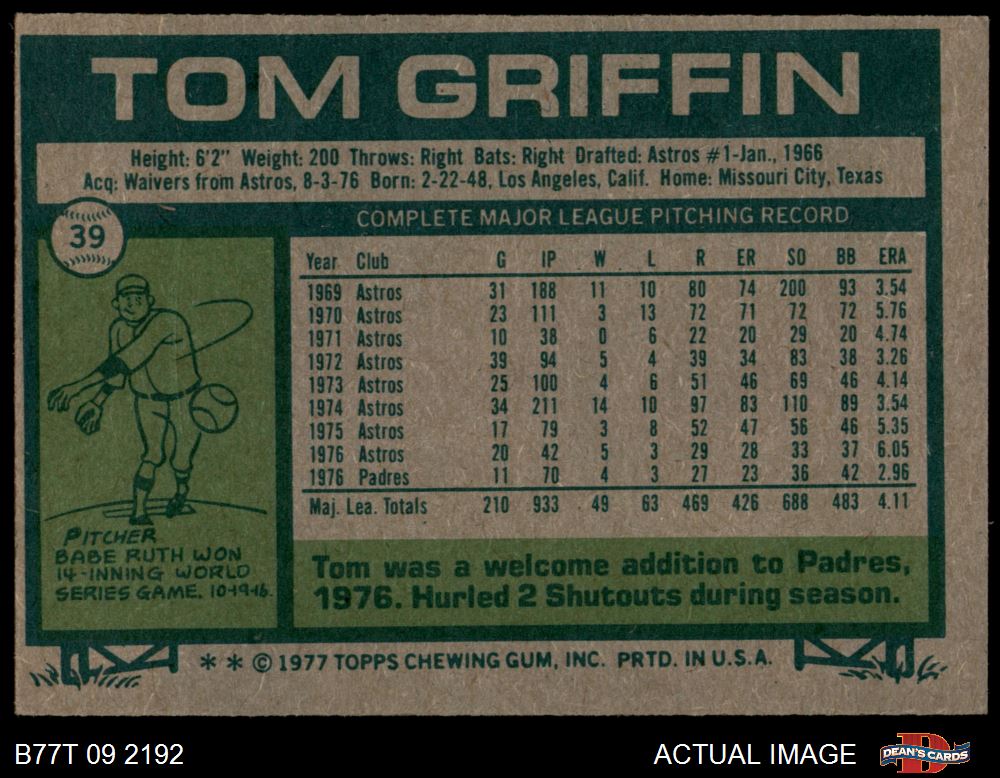 TOM GRIFFIN
Height: 6'2" Weight: 200 Throws: Right Bats: Right Drafted: Astros #1-Jan., 1966
Acq: Waivers from Astros, 8-3-76 Born: 2-22-48, Los Angeles, Calif. Home: Missouri City, Texas
39
COMPLETE MAJOR LEAGUE PITCHING RECORD
Year Club G IP W L R ER SO BB ERA
1969 Astros 31 188 11 10 80 74 200 93 3.54
1970 Astros 23 111 3 13 72 71 72 72 5.76
1971 Astros 10 38 0 6 22 20 29 20 4.74
1972 Astros 39 94 5 4 39 34 83 38 3.26
1973 Astros 25 100 4 6 51 46 69 46 4.14
1974 Astros 34 211 14 10 97 83 110 89 3.54
1975 Astros 17 79 3 8 52 47 56 46 5.35
1976 Astros 20 42 5 3 29 28 33 37 6.05
1976 Padres 11 70 4 3 27 23 36 42 2.96
Maj. Lea. Totals 210 933 49 63 469 426 688 483 4.11
PITCHER
BABE RUTH WON
14-INNING WORLD
SERIES GAME. 10-19-16.
Tom was a welcome addition to Padres,
1976. Hurled 2 Shutouts during season.
* * © 1977 TOPPS CHEWING GUM, INC. PRTD. IN U.S.A.
B77T 09 2192
ACTUAL IMAGE
D
DEAN'S CARDS